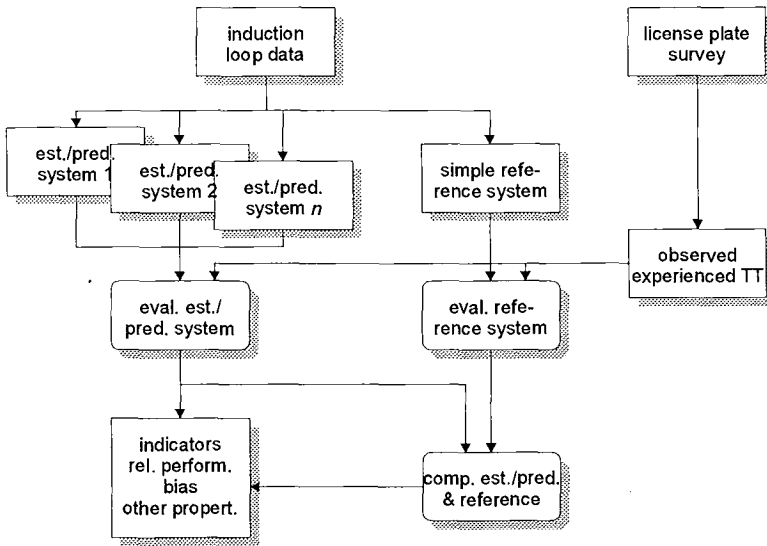 induction
loop data
license plate
survey
est./pred.
system 1
est./pred.
system 2
est./pred.
system n
simple refe-
rence system
observed
experienced TT
eval. est./
pred. system
eval. refe-
rence system
indicators
rel. perform.
bias
other propert.
comp. est./pred.
& reference